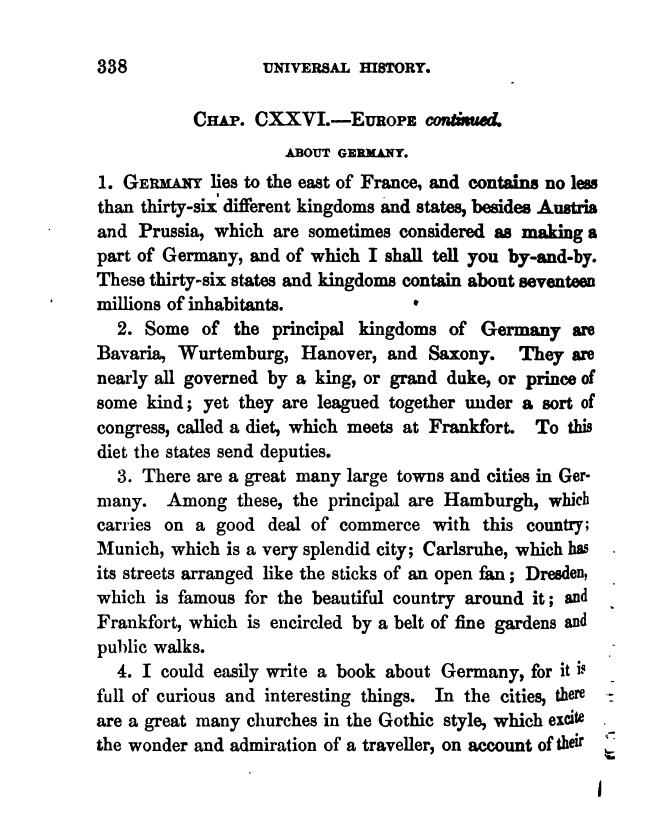 338 UNIVERSAL HISTORY.
CHAP. CXXVI.—EUROPE continued.
ABOUT GERMANY.
1. GERMANY lies to the east of France, and contains no less
than thirty-six different kingdoms and states, besides Austria
and Prussia, which are sometimes considered as making a
part of Germany, and of which I shall tell you by-and-by.
These thirty-six states and kingdoms contain about seventeen
millions of inhabitants.
2. Some of the principal kingdoms of Germany are
Bavaria, Wurtemburg, Hanover, and Saxony. They are
nearly all governed by a king, or grand duke, or prince of
some kind; yet they are leagued together under a sort of
congress, called a diet, which meets at Frankfort. To this
diet the states send deputies.
3. There are a great many large towns and cities in Ger-
many. Among these, the principal are Hamburgh, which
carries on a good deal of commerce with this country;
Munich, which is a very splendid city; Carlsruhe, which has
its streets arranged like the sticks of an open fan; Dresden,
which is famous for the beautiful country around it; and
Frankfort, which is encircled by a belt of fine gardens and
public walks.
4. I could easily write a book about Germany, for it is
full of curious and interesting things. In the cities, there
are a great many churches in the Gothic style, which excite
the wonder and admiration of a traveller, on account of their